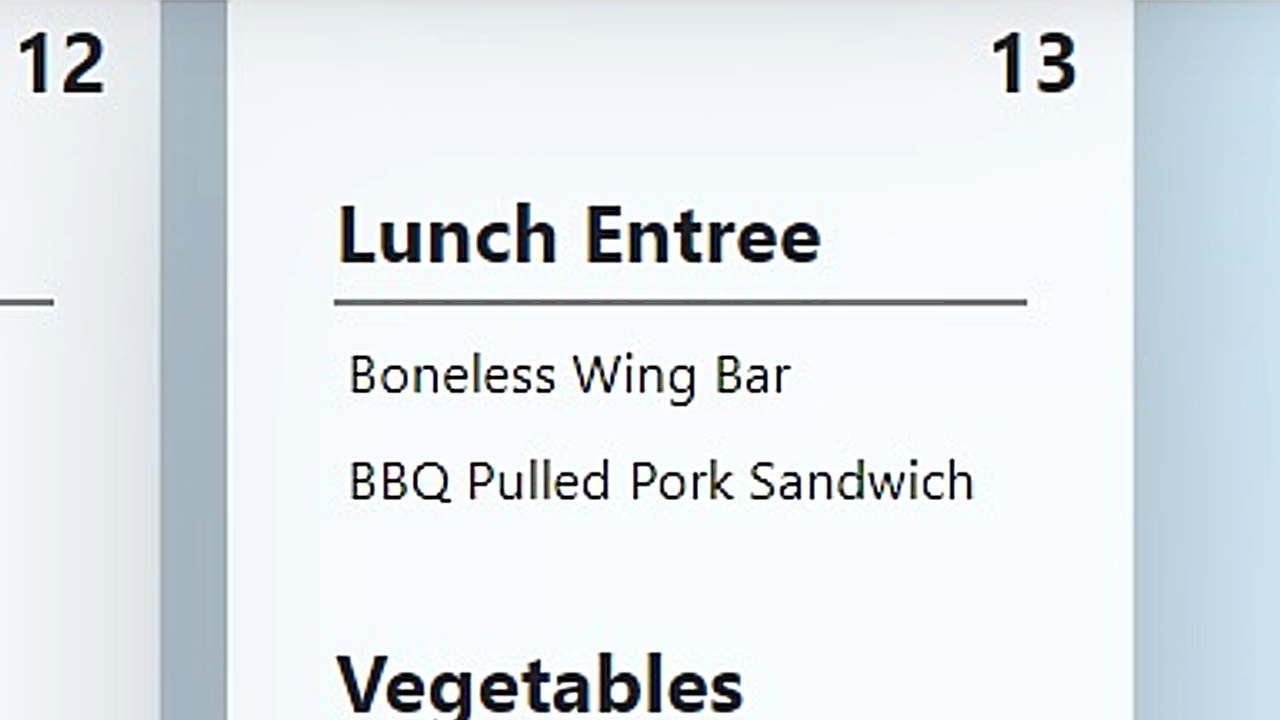 12
13
Lunch Entree
Boneless Wing Bar
BBQ Pulled Pork Sandwich
Vegetables